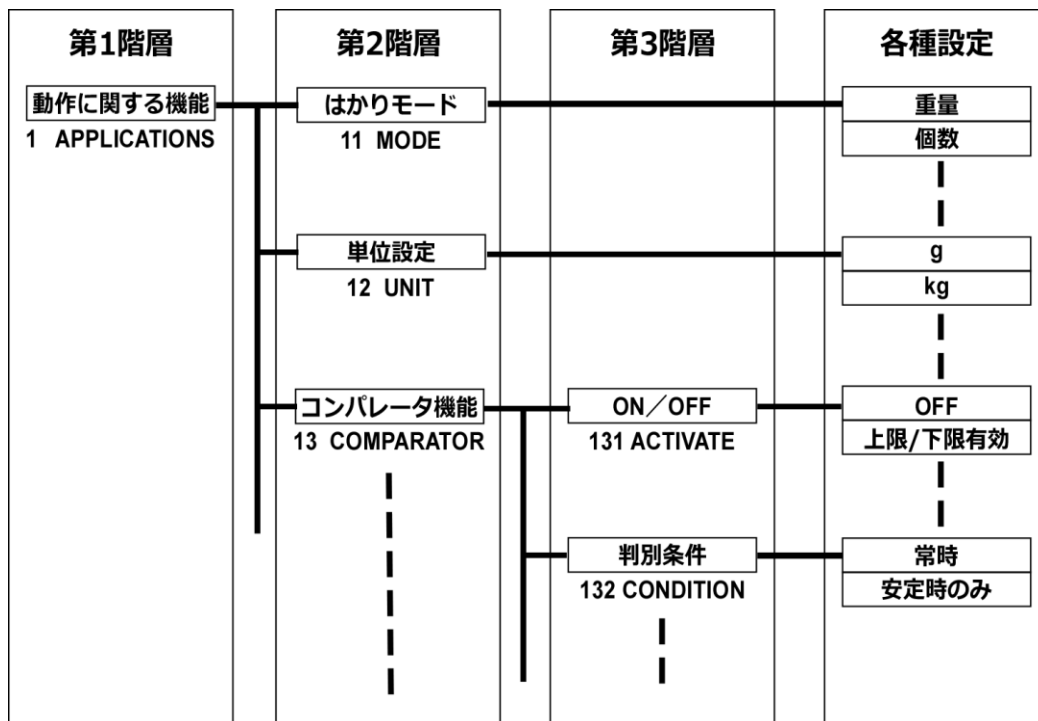 第1階層
第2階層
第3階層
各種設定
動作に関する機能
1 APPLICATIONS
はかりモード
11 MODE
重量
個数
単位設定
12 UNIT
g
kg
コンパレータ機能
13 COMPARATOR
ON／OFF
131 ACTIVATE
OFF
上限/下限有効
判別条件
132 CONDITION
常時
安定時のみ